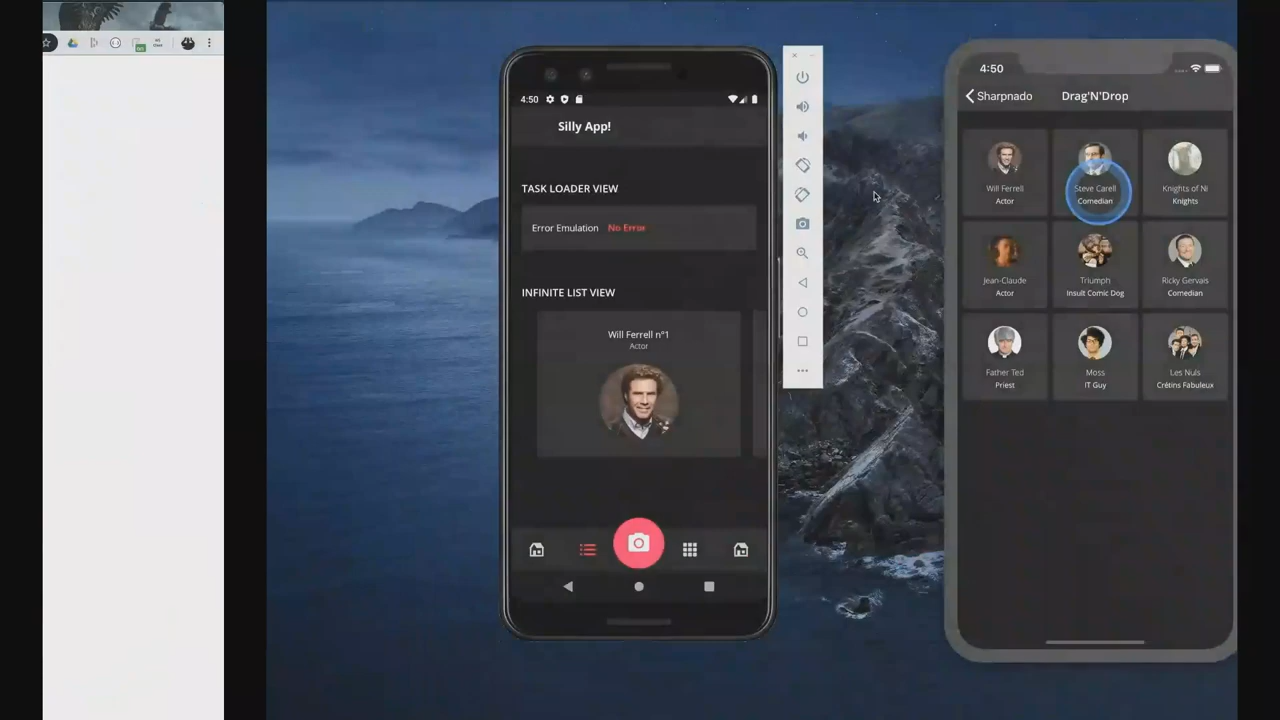 4:50
Silly App!
TASK LOADER VIEW
Error Emulation No Error
INFINITE LIST VIEW
Will Ferrell n°1
Actor
4:50
Sharpnado Drag'N'Drop
Will Ferrell
Actor
Steve Carell
Comedian
Knights of Ni
Knights
Jean-Claude
Actor
Triumph
Insult Comic Dog
Ricky Gervais
Comedian
Father Ted
Priest
Moss
IT Guy
Les Nuls
Crétins Fabuleux